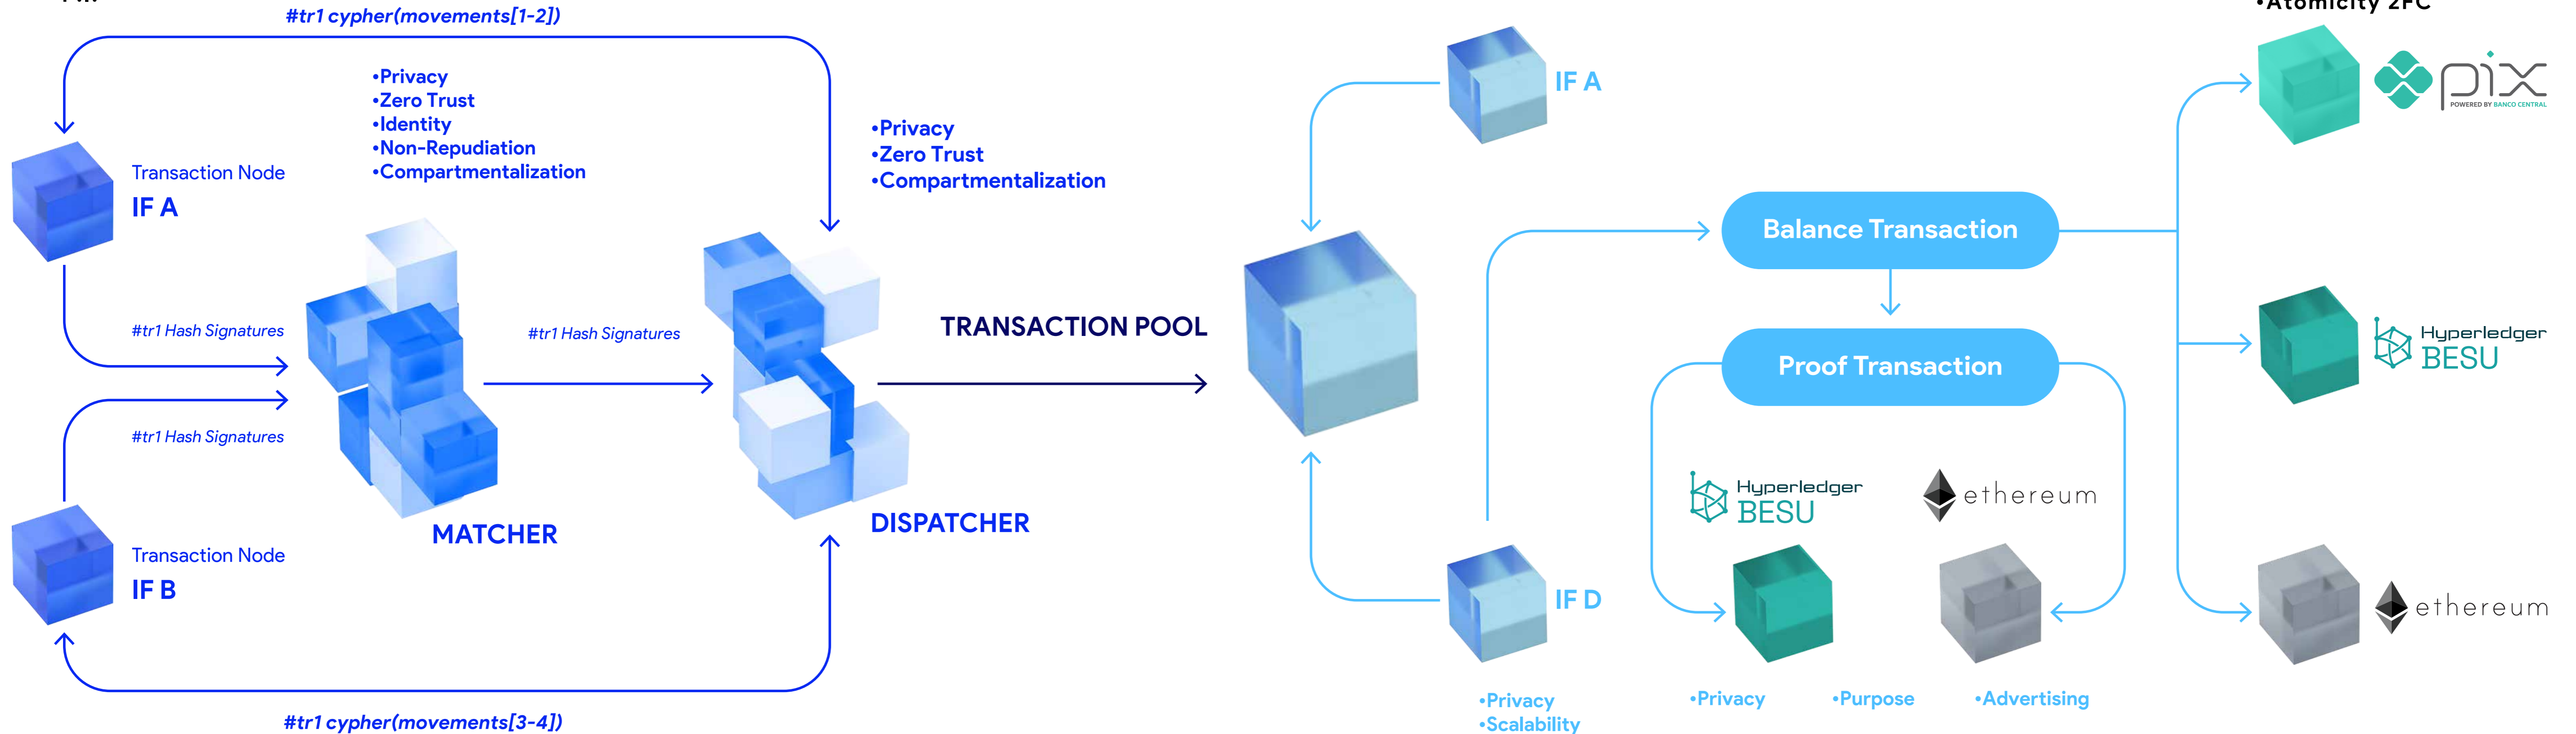 #tr1 cypher(movements[1-2])
•Atomicity 2FC
•Privacy
•Zero Trust
•Identity
•Non-Repudiation
•Compartmentalization
•Privacy
•Zero Trust
•Compartmentalization
Transaction Node
IF A
#tr1 Hash Signatures
#tr1 Hash Signatures
#tr1 Hash Signatures
Transaction Node
IF B
MATCHER
DISPATCHER
#tr1 cypher(movements[3-4])
TRANSACTION POOL
IF A
IF D
•Privacy
•Scalability
Balance Transaction
Proof Transaction
Hyperledger
BESU
ethereum
•Privacy
•Purpose
•Advertising
pix
POWERED BY BANCO CENTRAL
Hyperledger
BESU
ethereum